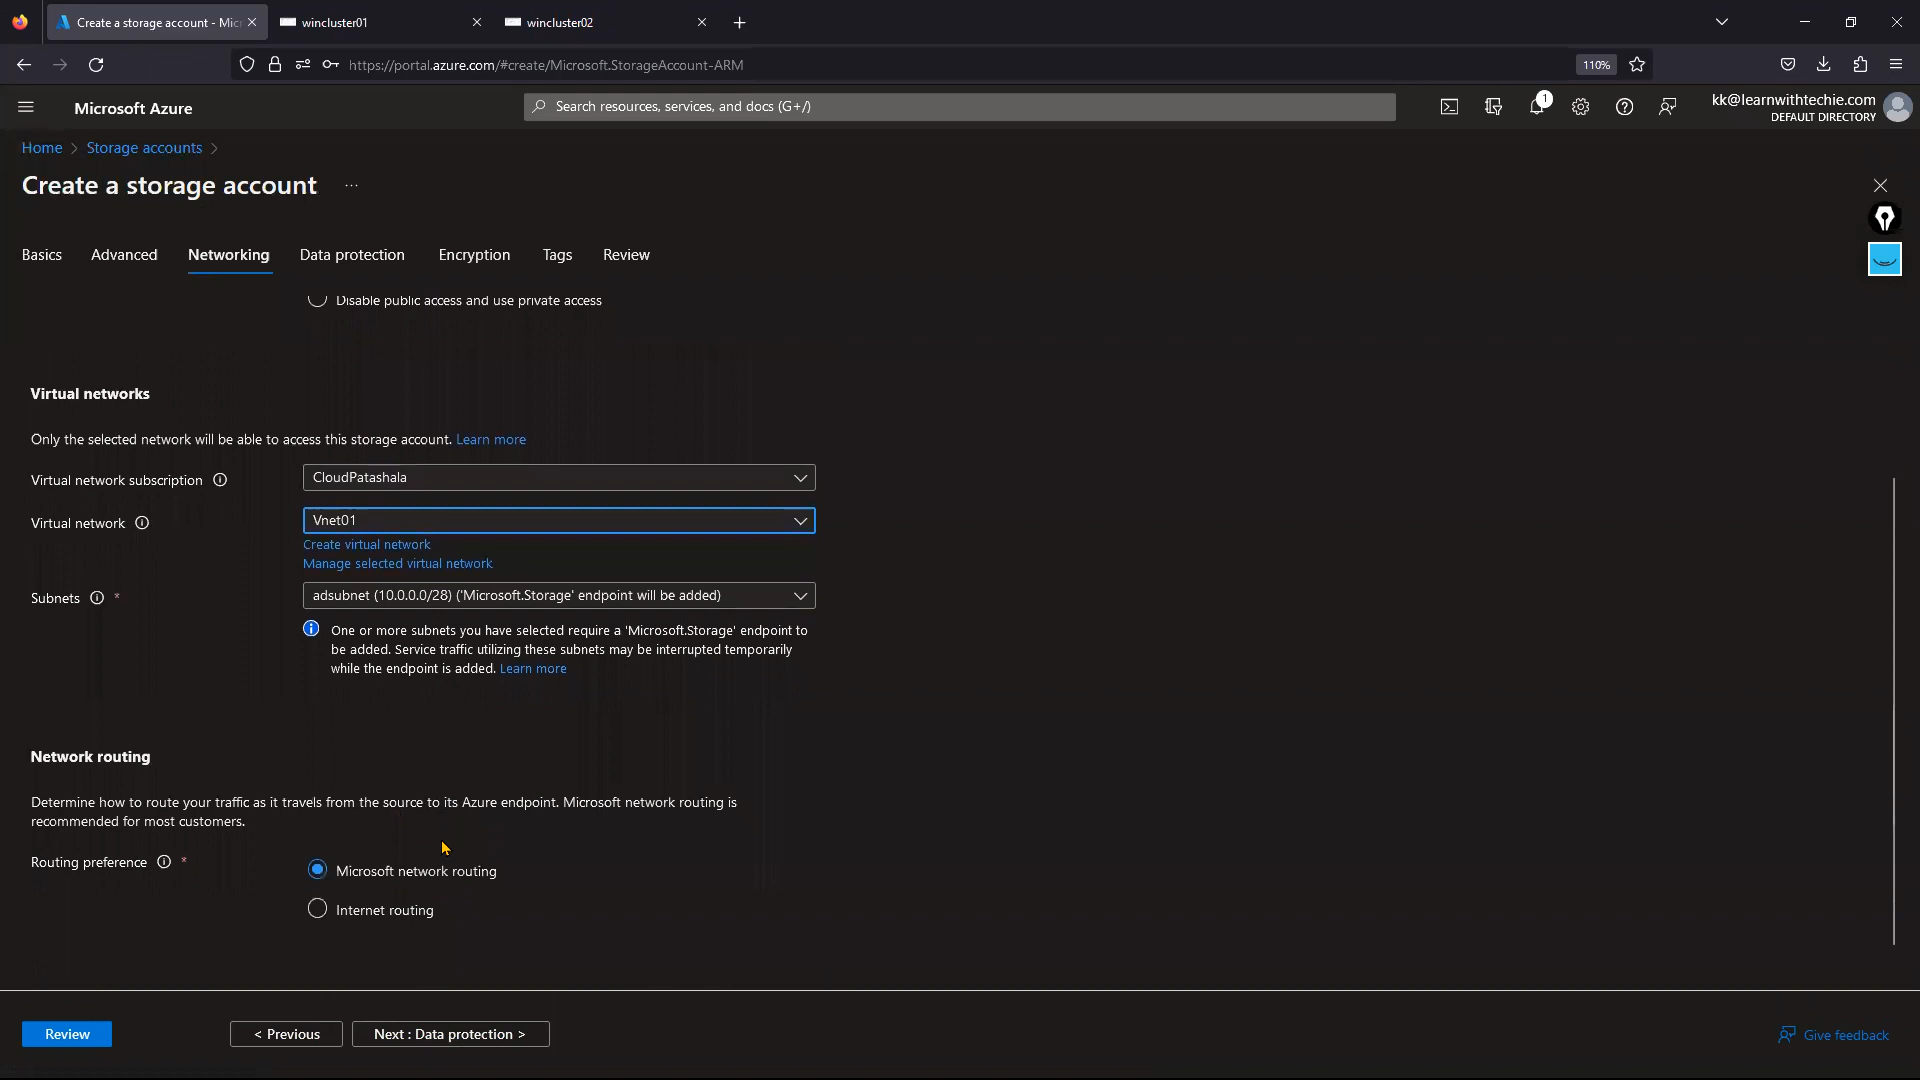 Create a storage account - Mic
wincluster01
wincluster02
https://portal.azure.com/#create/Microsoft.StorageAccount-ARM
110%
Microsoft Azure
Search resources, services, and docs (G+/)
1
kk@learnwithtechie.com
DEFAULT DIRECTORY
Home > Storage accounts >
Create a storage account ...
Basics Advanced Networking Data protection Encryption Tags Review
Disable public access and use private access
Virtual networks
Only the selected network will be able to access this storage account. Learn more
Virtual network subscription
CloudPatashala
Virtual network
Vnet01
Create virtual network
Manage selected virtual network
Subnets *
adsubnet (10.0.0.0/28) ('Microsoft.Storage' endpoint will be added)
One or more subnets you have selected require a 'Microsoft.Storage' endpoint to
be added. Service traffic utilizing these subnets may be interrupted temporarily
while the endpoint is added. Learn more
Network routing
Determine how to route your traffic as it travels from the source to its Azure endpoint. Microsoft network routing is
recommended for most customers.
Routing preference *
Microsoft network routing
Internet routing
Review
< Previous
Next : Data protection >
Give feedback